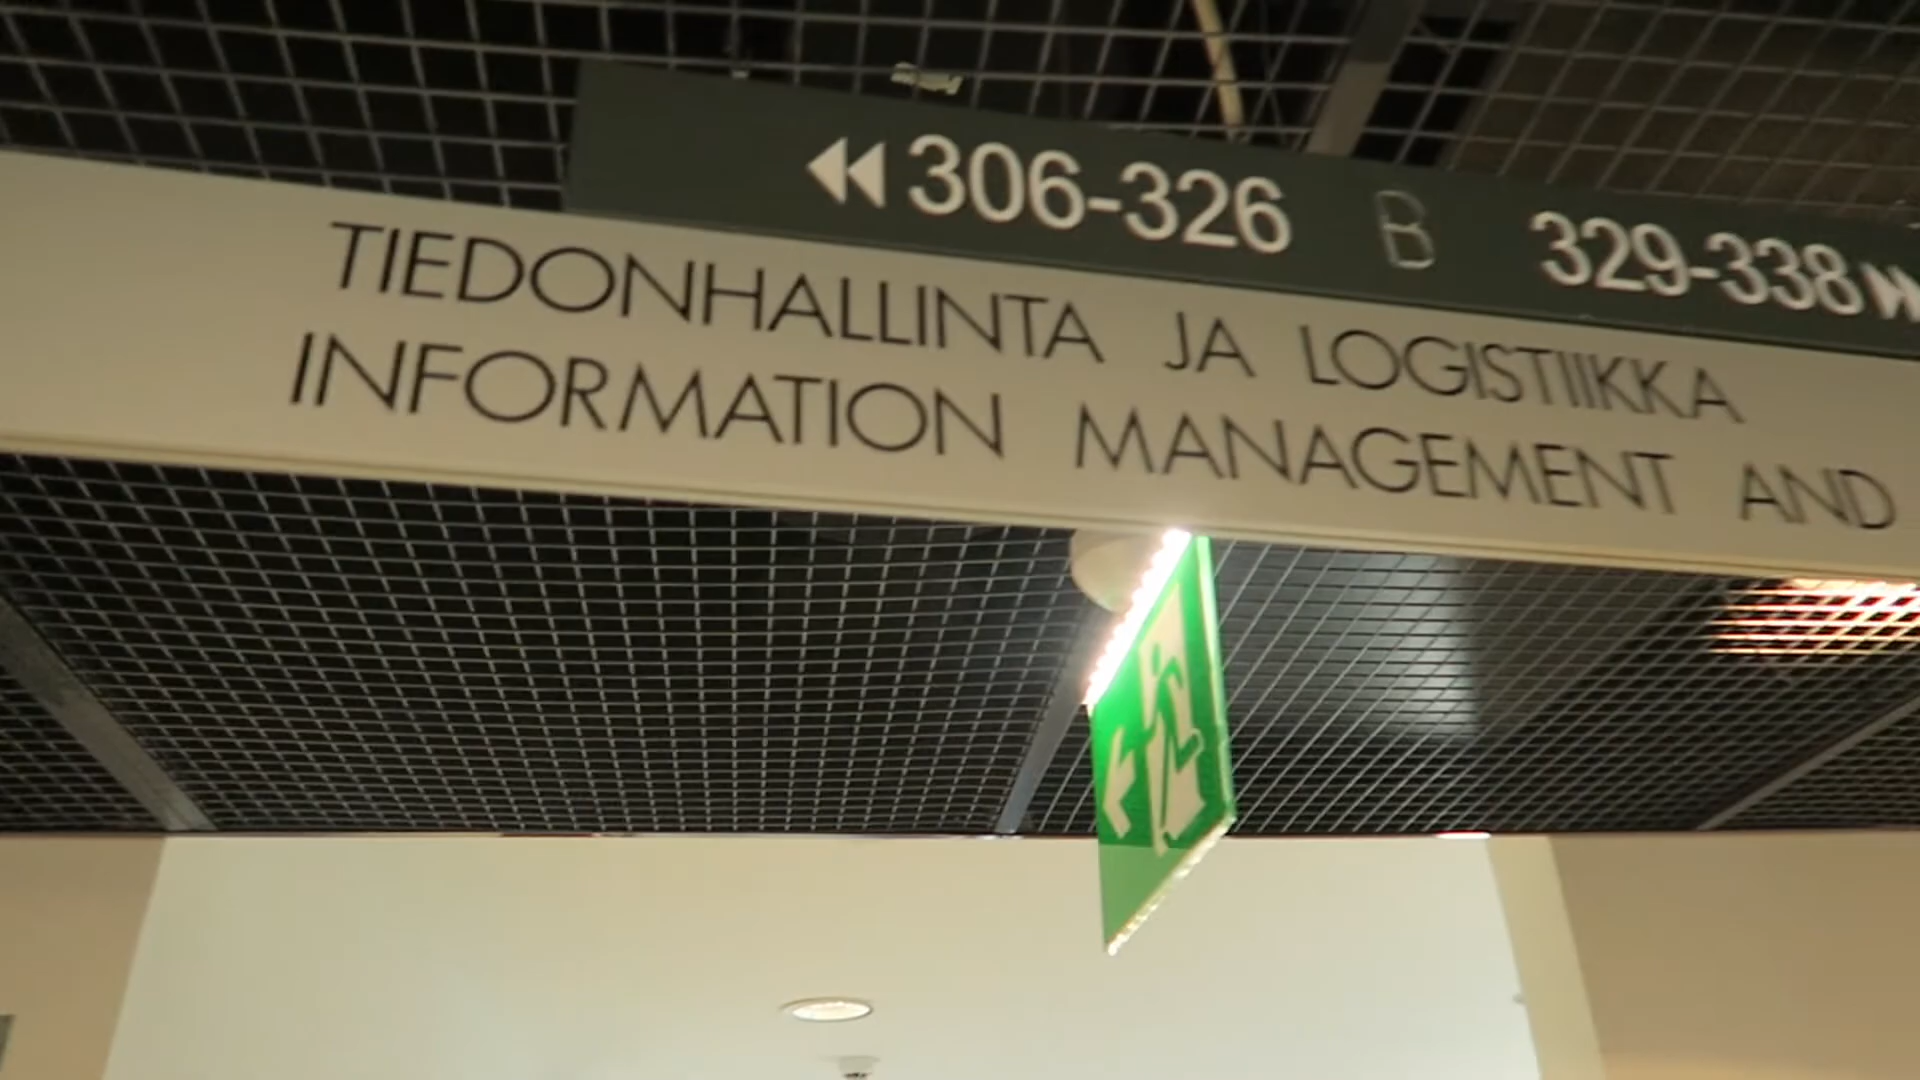 306-326 B 329-338
TIEDONHALLINTA JA LOGISTIIKKA
INFORMATION MANAGEMENT AND